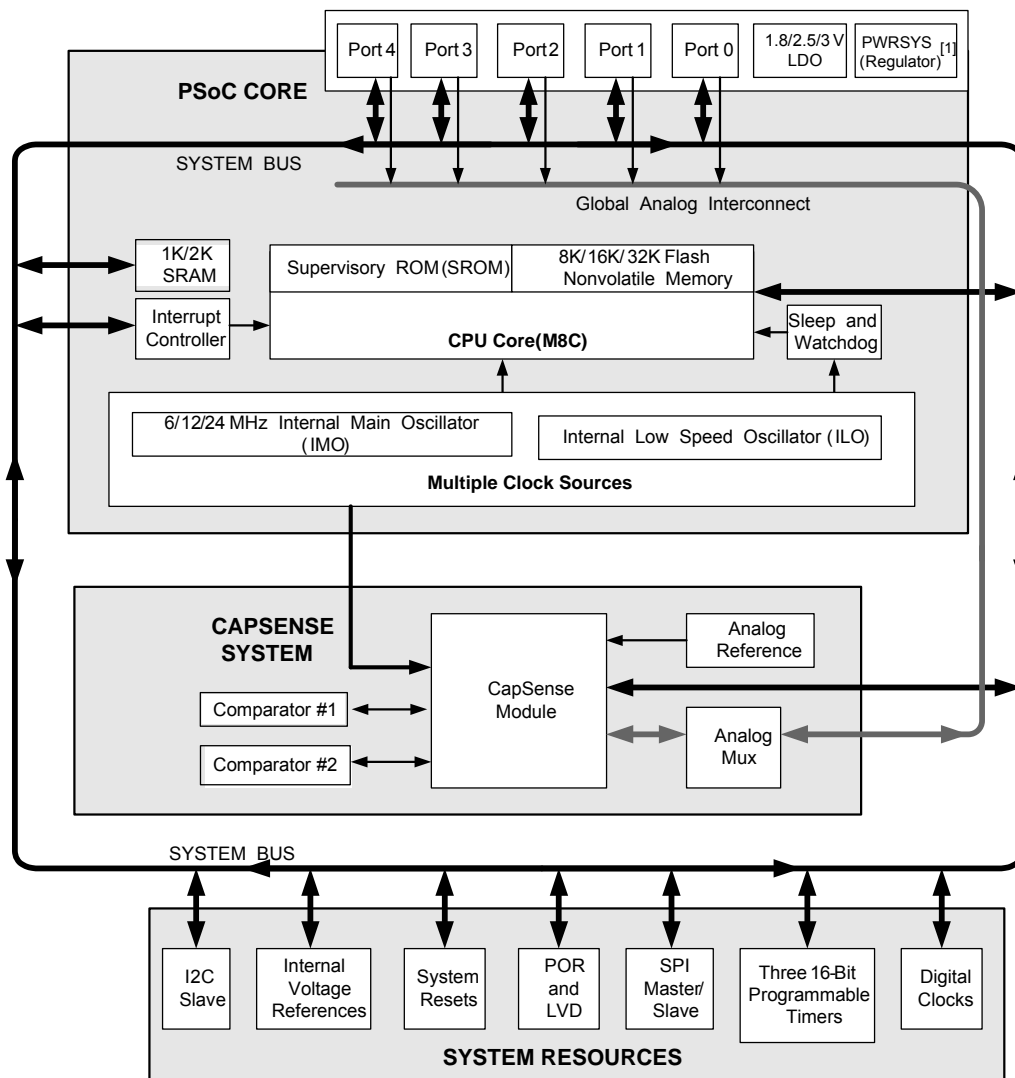 Port 4
Port 3
Port 2
Port 1
Port 0
1.8/2.5/3 V
LDO
PWRSYS [1]
(Regulator)
PSoC CORE
SYSTEM BUS
Global Analog Interconnect
1K/2K
SRAM
Supervisory ROM (SROM)
8K/16K/32K Flash
Nonvolatile Memory
Interrupt
Controller
CPU Core(M8C)
Sleep and
Watchdog
6/12/24 MHz Internal Main Oscillator
(IMO)
Internal Low Speed Oscillator (ILO)
Multiple Clock Sources
CAPSENSE
SYSTEM
Analog
Reference
CapSense
Module
Comparator #1
Comparator #2
Analog
Mux
SYSTEM BUS
I2C
Slave
Internal
Voltage
References
System
Resets
POR
and
LVD
SPI
Master/
Slave
Three 16-Bit
Programmable
Timers
Digital
Clocks
SYSTEM RESOURCES